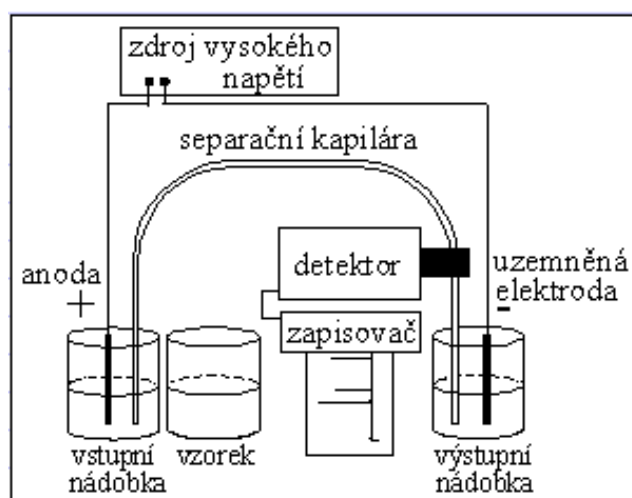 zdroj vysokého
napětí
separační kapilára
detektor
anoda
+
uzemněná
elektroda
-
zapisovač
vstupní
nádobka
vzorek
výstupní
nádobka